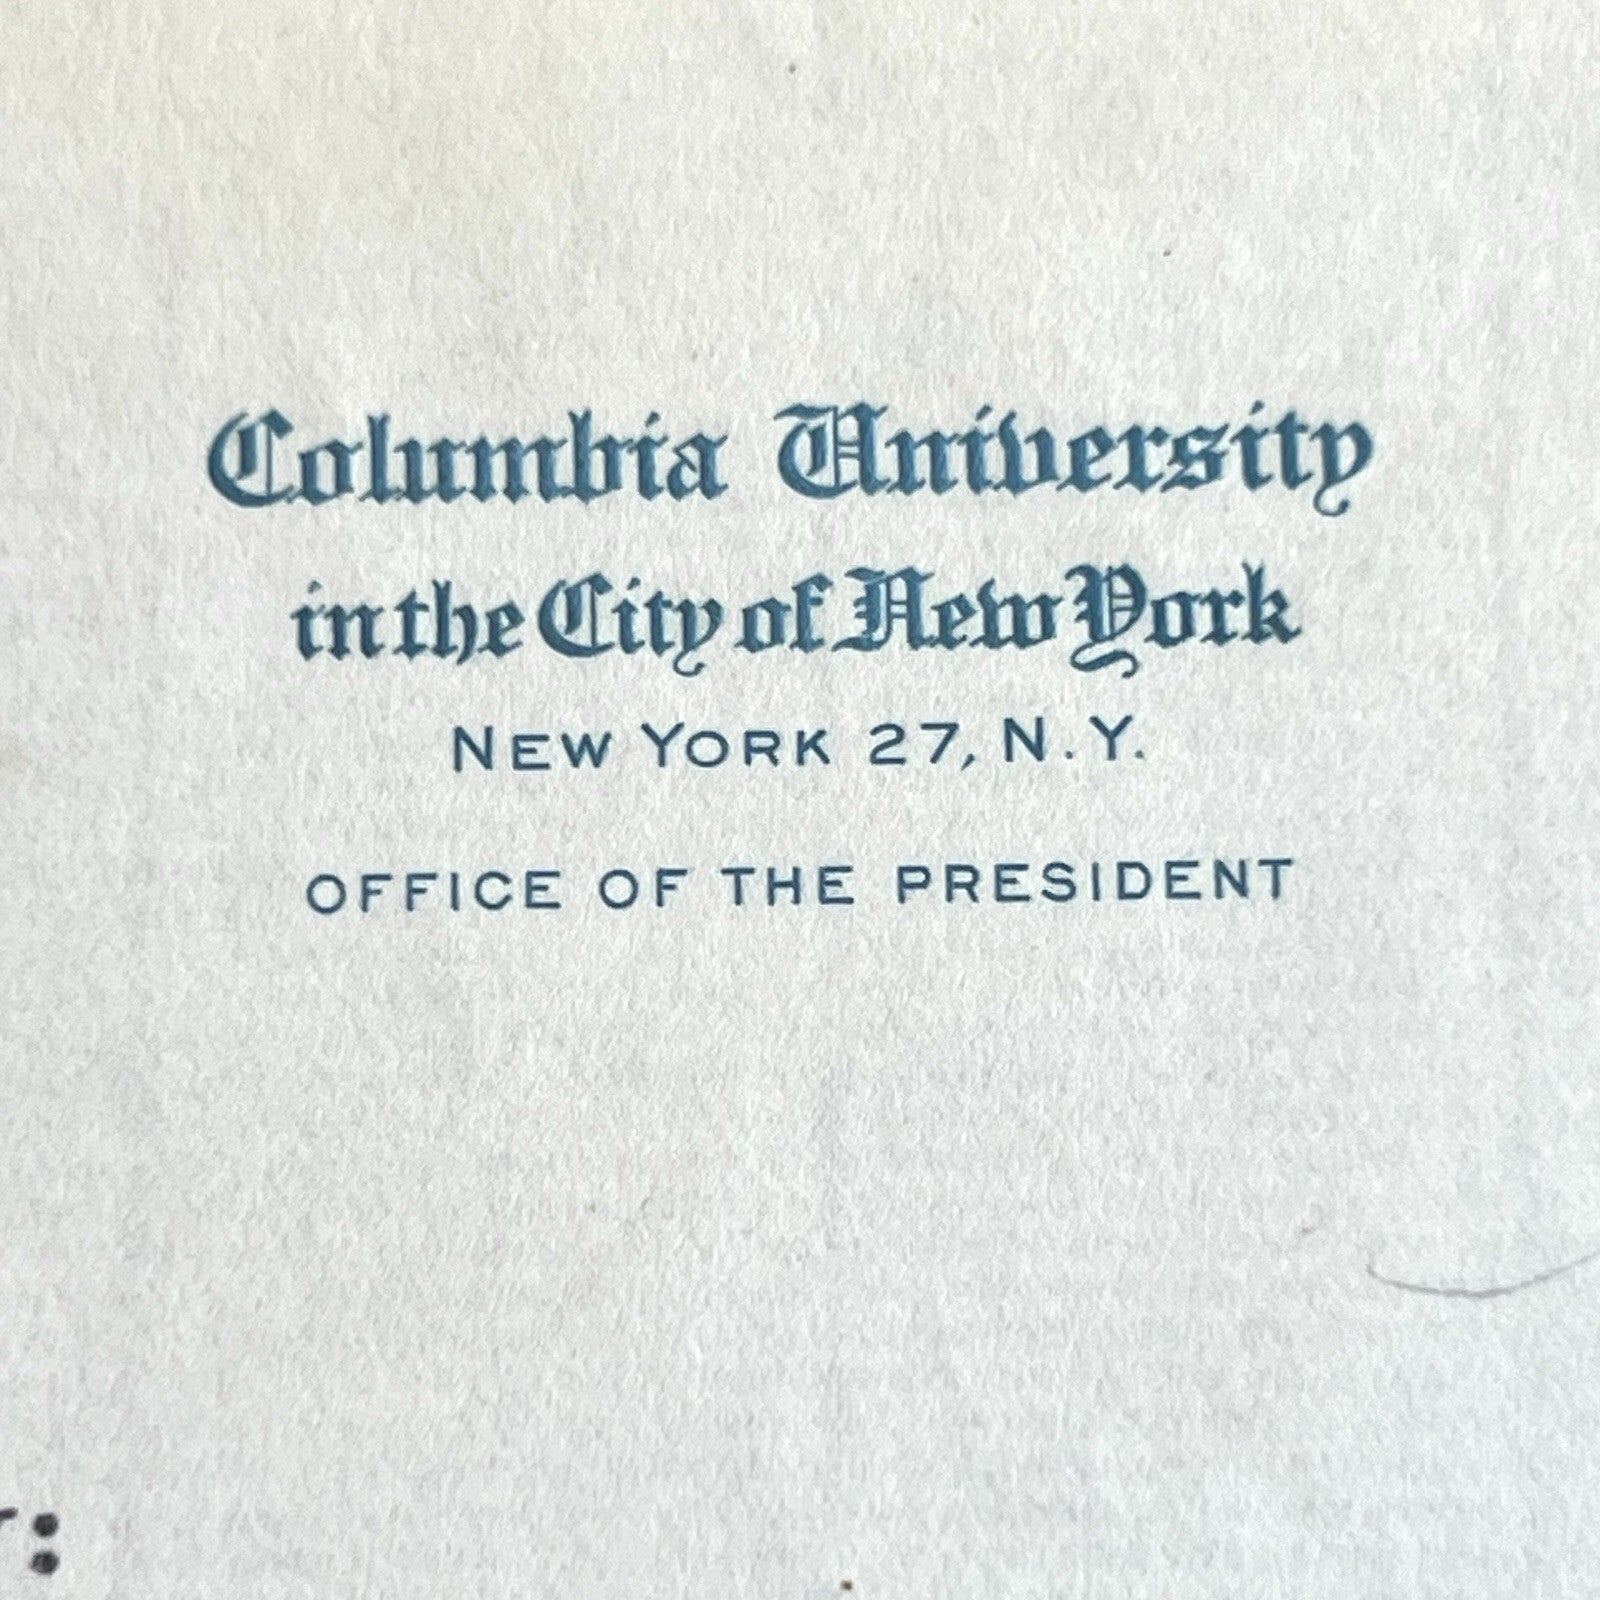 Columbia University
in the City of New York
NEW YORK 27, N.Y.
OFFICE OF THE PRESIDENT
r: